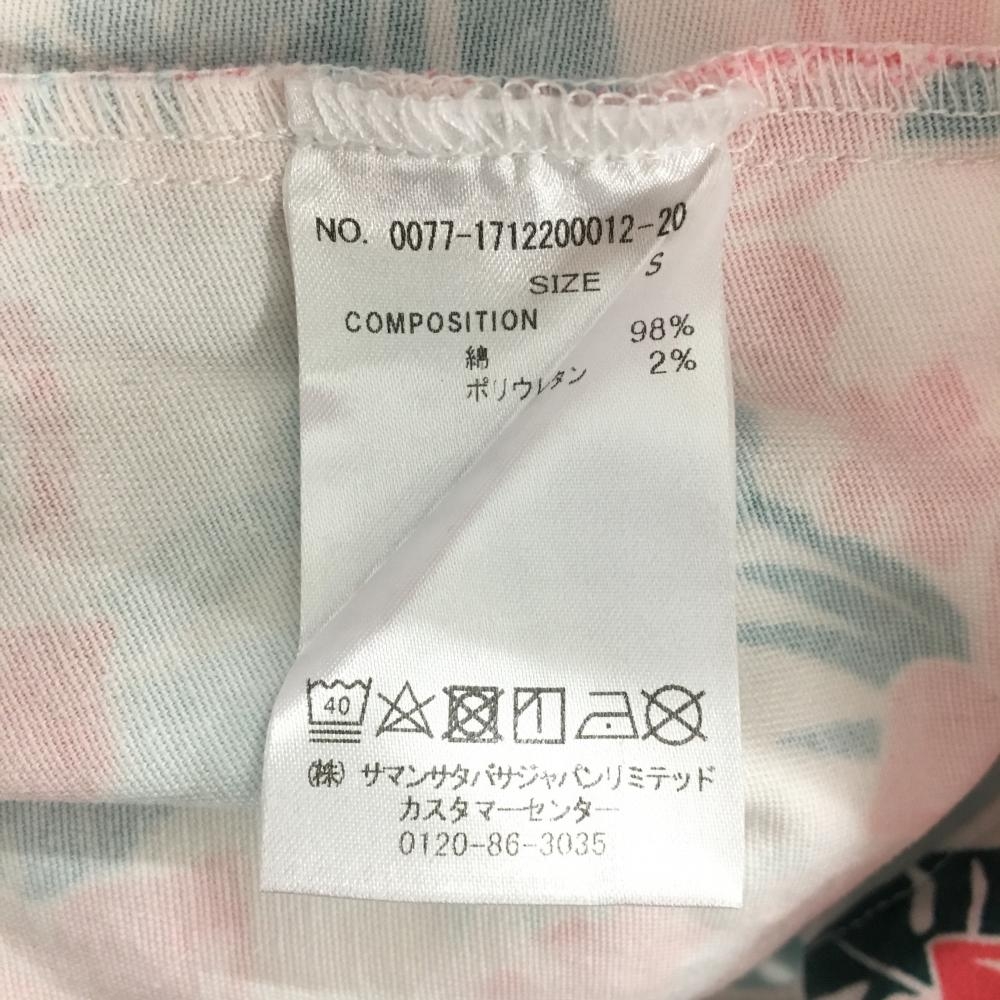 NO. 0077-1712200012-20
SIZE S
COMPOSITION
綿 98%
ポリウレタン 2%
40
(株) サマンサタバサジャパンリミテッド
カスタマーセンター
0120-86-3035